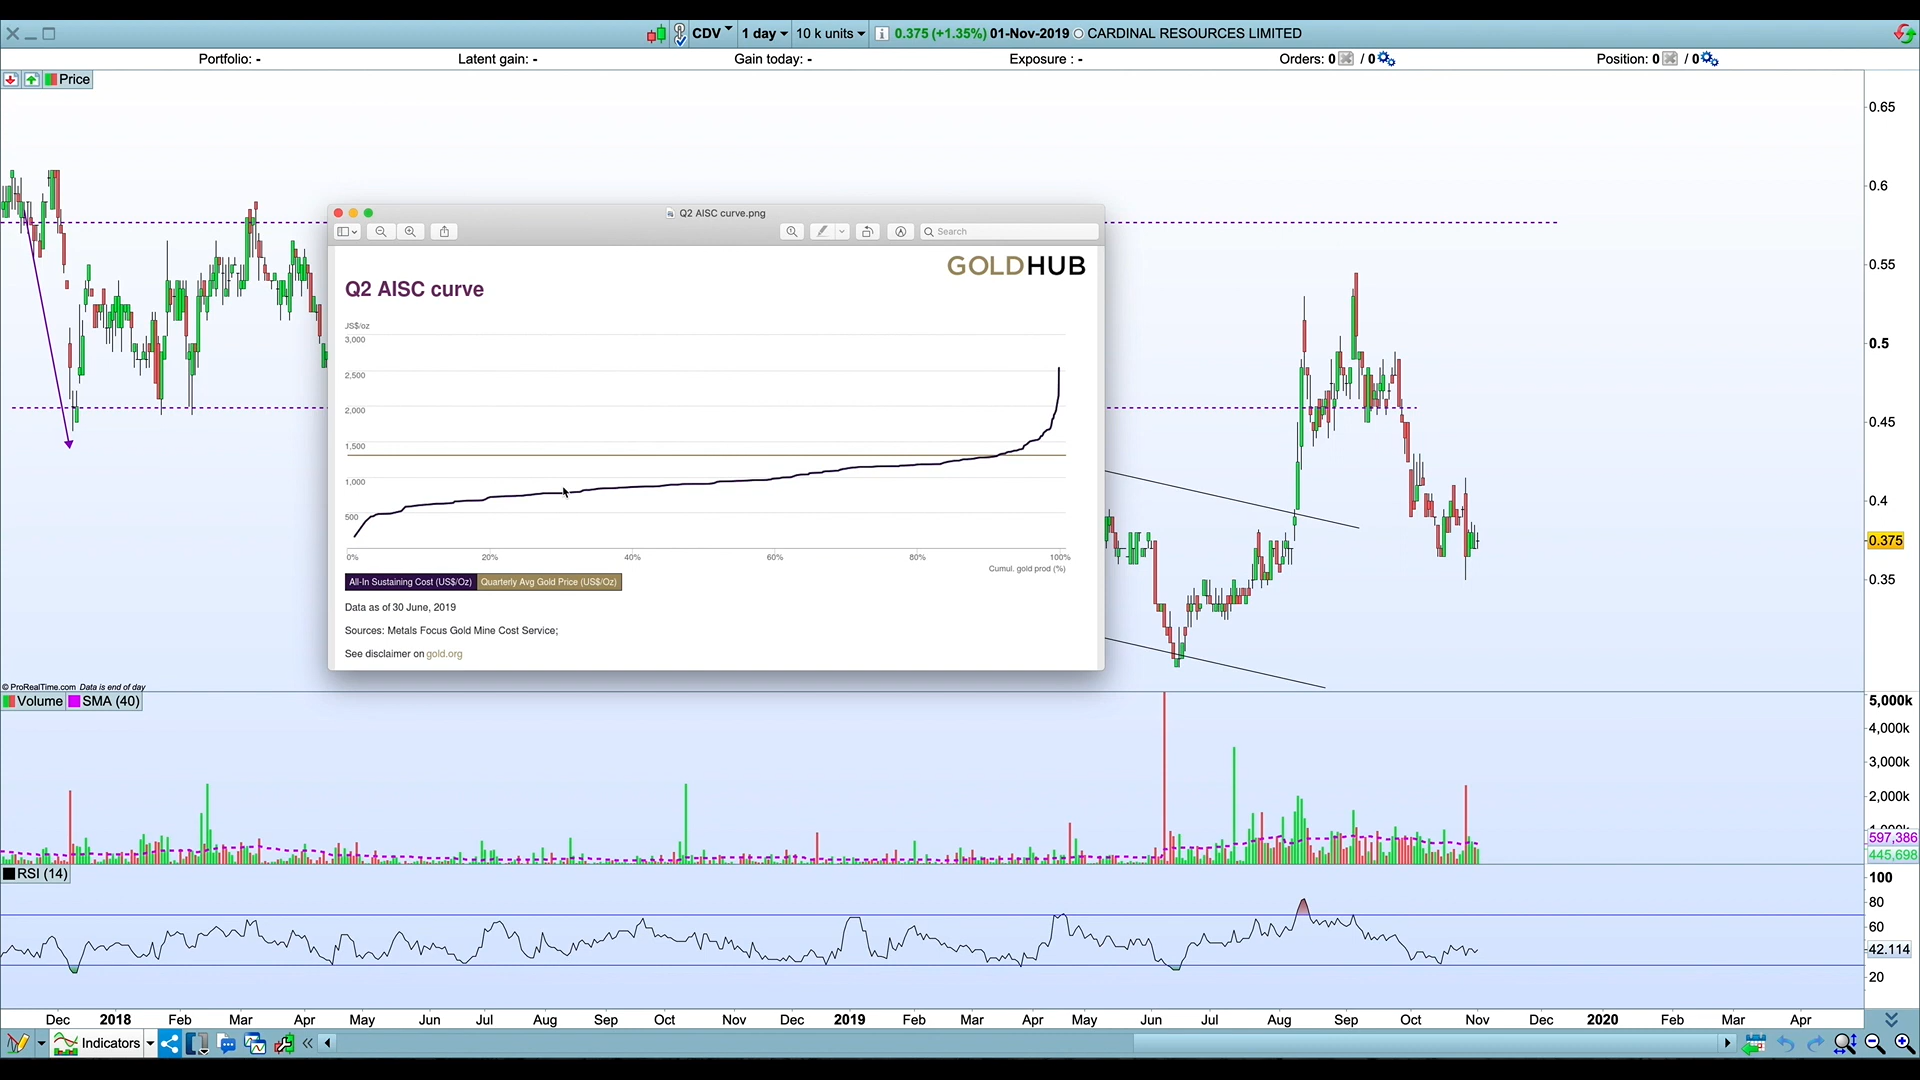 CDV
1 day
10 k units
0.375 (+1.35%) 01-Nov-2019 CARDINAL RESOURCES LIMITED
Portfolio: -
Latent gain: -
Gain today: -
Exposure : -
Orders: 0 / 0
Position: 0 / 0
Price
0.65
0.6
0.55
0.5
0.45
0.4
0.375
0.35
Q2 AISC curve.png
Search
GOLDHUB
Q2 AISC curve
JS$/oz
3,000
2,500
2,000
1,500
1,000
500
0% 20% 40% 60% 80% 100%
Cumul. gold prod (%)
All-In Sustaining Cost (US$/Oz) Quarterly Avg Gold Price (US$/Oz)
Data as of 30 June, 2019
Sources: Metals Focus Gold Mine Cost Service;
See disclaimer on gold.org
© ProRealTime.com Data is end of day
Volume SMA (40)
5,000k
4,000k
3,000k
2,000k
597,386
445,698
RSI (14)
100
80
60
42.114
20
Dec 2018 Feb Mar Apr May Jun Jul Aug Sep Oct Nov Dec 2019 Feb Mar Apr May Jun Jul Aug Sep Oct Nov Dec 2020 Feb Mar Apr
Indicators